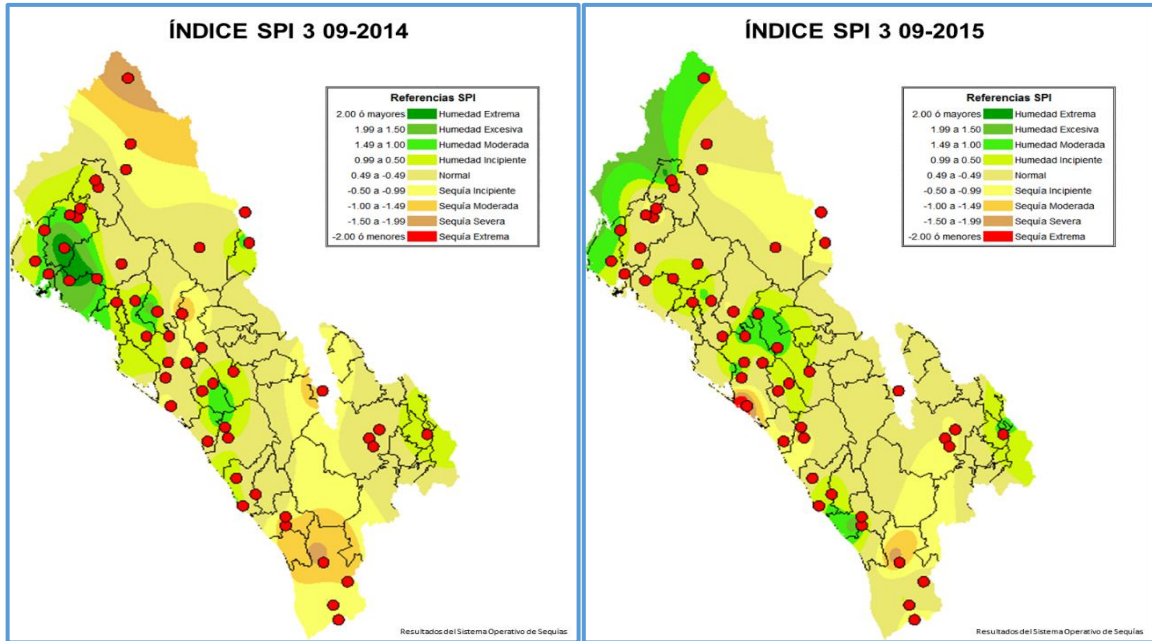 ÍNDICE SPI 3 09-2014
Referencias SPI
2.00 ó mayores Humedad Extrema
1.99 a 1.50 Humedad Excesiva
1.49 a 1.00 Humedad Moderada
0.99 a 0.50 Humedad Incipiente
0.49 a -0.49 Normal
-0.50 a -0.99 Sequía Incipiente
-1.00 a -1.49 Sequía Moderada
-1.50 a -1.99 Sequía Severa
-2.00 ó menores Sequía Extrema
Resultados del Sistema Operativo de Sequías
ÍNDICE SPI 3 09-2015
Referencias SPI
2.00 ó mayores Humedad Extrema
1.99 a 1.50 Humedad Excesiva
1.49 a 1.00 Humedad Moderada
0.99 a 0.50 Humedad Incipiente
0.49 a -0.49 Normal
-0.50 a -0.99 Sequía Incipiente
-1.00 a -1.49 Sequía Moderada
-1.50 a -1.99 Sequía Severa
-2.00 ó menores Sequía Extrema
Resultados del Sistema Operativo de Sequías